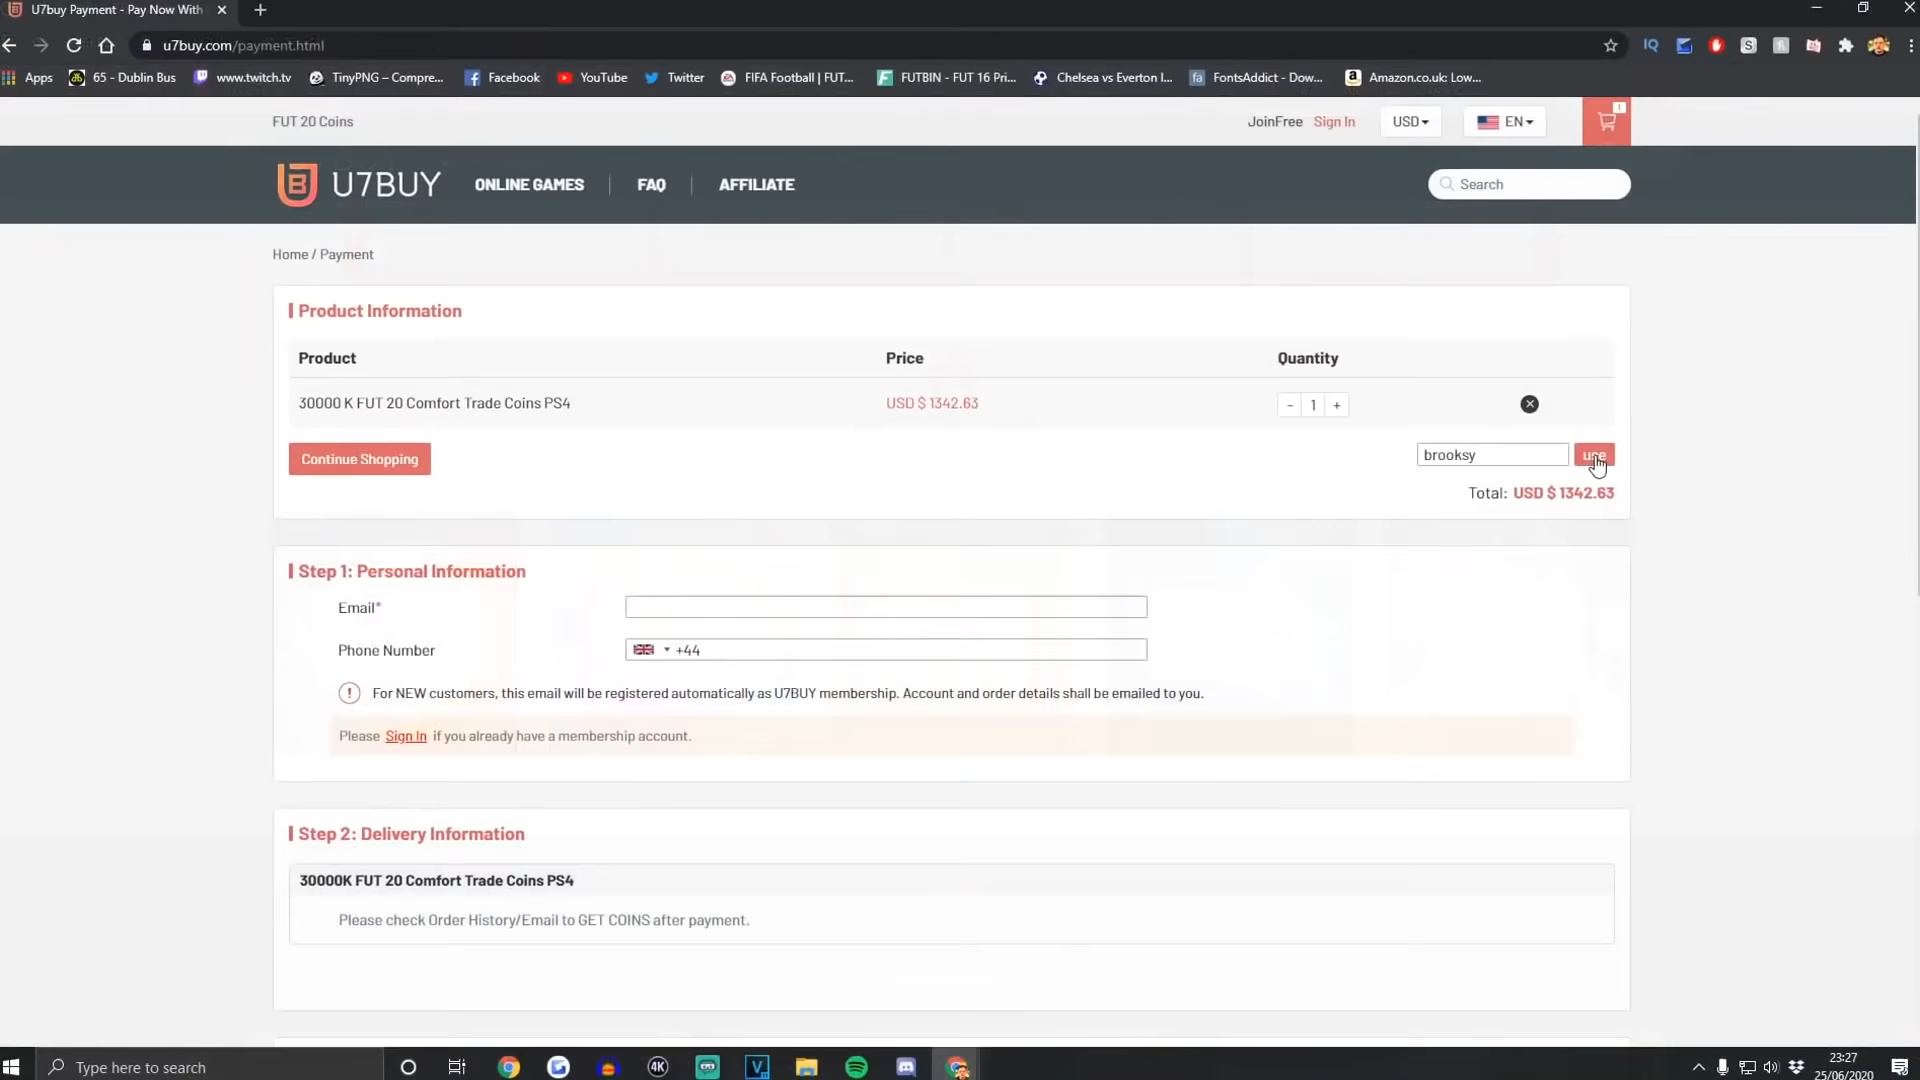 U7buy Payment - Pay Now With
u7buy.com/payment.html
Apps 65 - Dublin Bus www.twitch.tv TinyPNG – Compre... Facebook YouTube Twitter FIFA Football | FUT... FUTBIN - FUT 16 Pri... Chelsea vs Everton I... FontsAddict - Dow... Amazon.co.uk: Low...
FUT 20 Coins JoinFree Sign In USD EN 1
U7BUY ONLINE GAMES FAQ AFFILIATE Search
Home / Payment
Product Information
Product Price Quantity
30000 K FUT 20 Comfort Trade Coins PS4 USD $ 1342.63 - 1 +
Continue Shopping brooksy use
Total: USD $ 1342.63
Step 1: Personal Information
Email*
Phone Number +44
! For NEW customers, this email will be registered automatically as U7BUY membership. Account and order details shall be emailed to you.
Please Sign In if you already have a membership account.
Step 2: Delivery Information
30000K FUT 20 Comfort Trade Coins PS4
Please check Order History/Email to GET COINS after payment.
Type here to search 4K V 23:27
25/06/2020